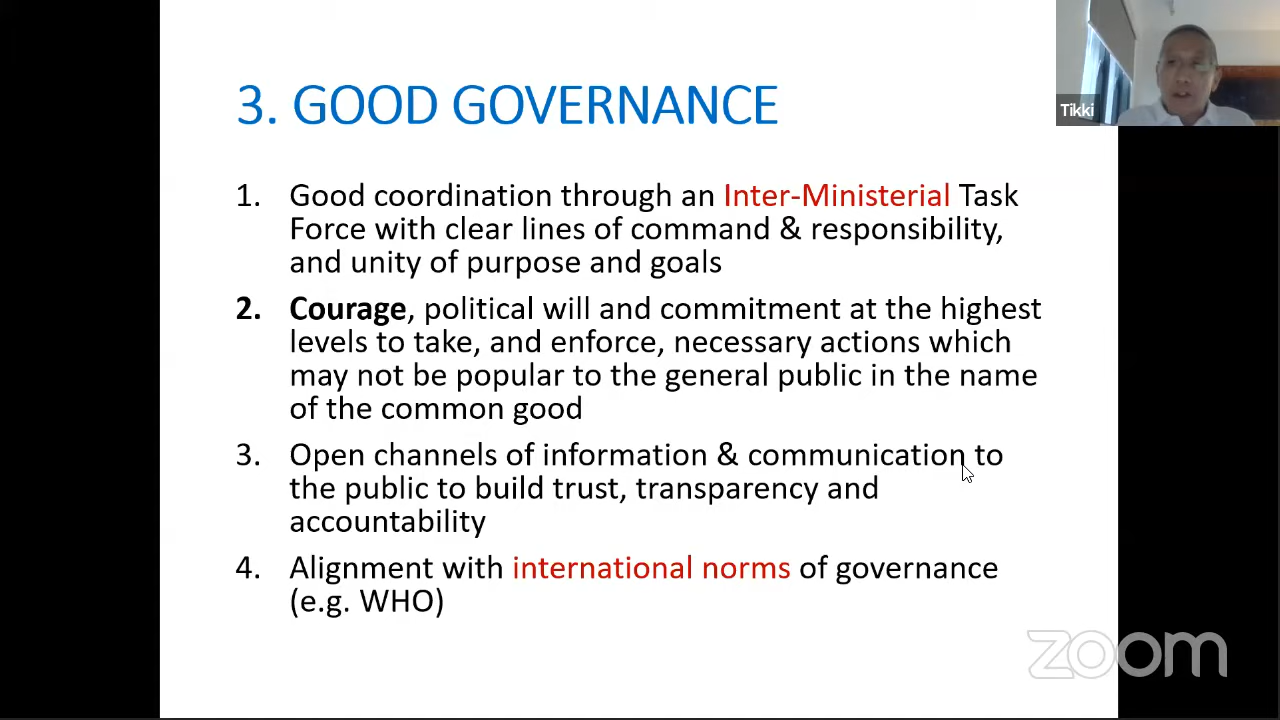 3. GOOD GOVERNANCE
Tikki
1. Good coordination through an Inter-Ministerial Task
Force with clear lines of command & responsibility,
and unity of purpose and goals
2. Courage, political will and commitment at the highest
levels to take, and enforce, necessary actions which
may not be popular to the general public in the name
of the common good
3. Open channels of information & communication to
the public to build trust, transparency and
accountability
4. Alignment with international norms of governance
(e.g. WHO)
zoom